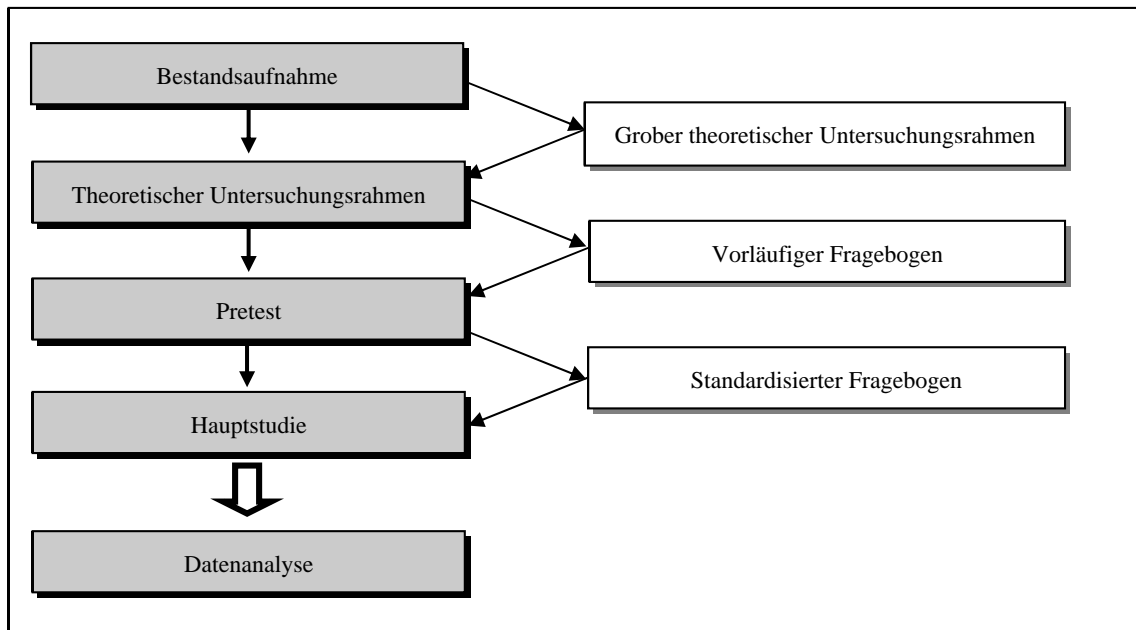 Bestandsaufnahme
Grober theoretischer Untersuchungsrahmen
Theoretischer Untersuchungsrahmen
Vorläufiger Fragebogen
Pretest
Standardisierter Fragebogen
Hauptstudie
Datenanalyse